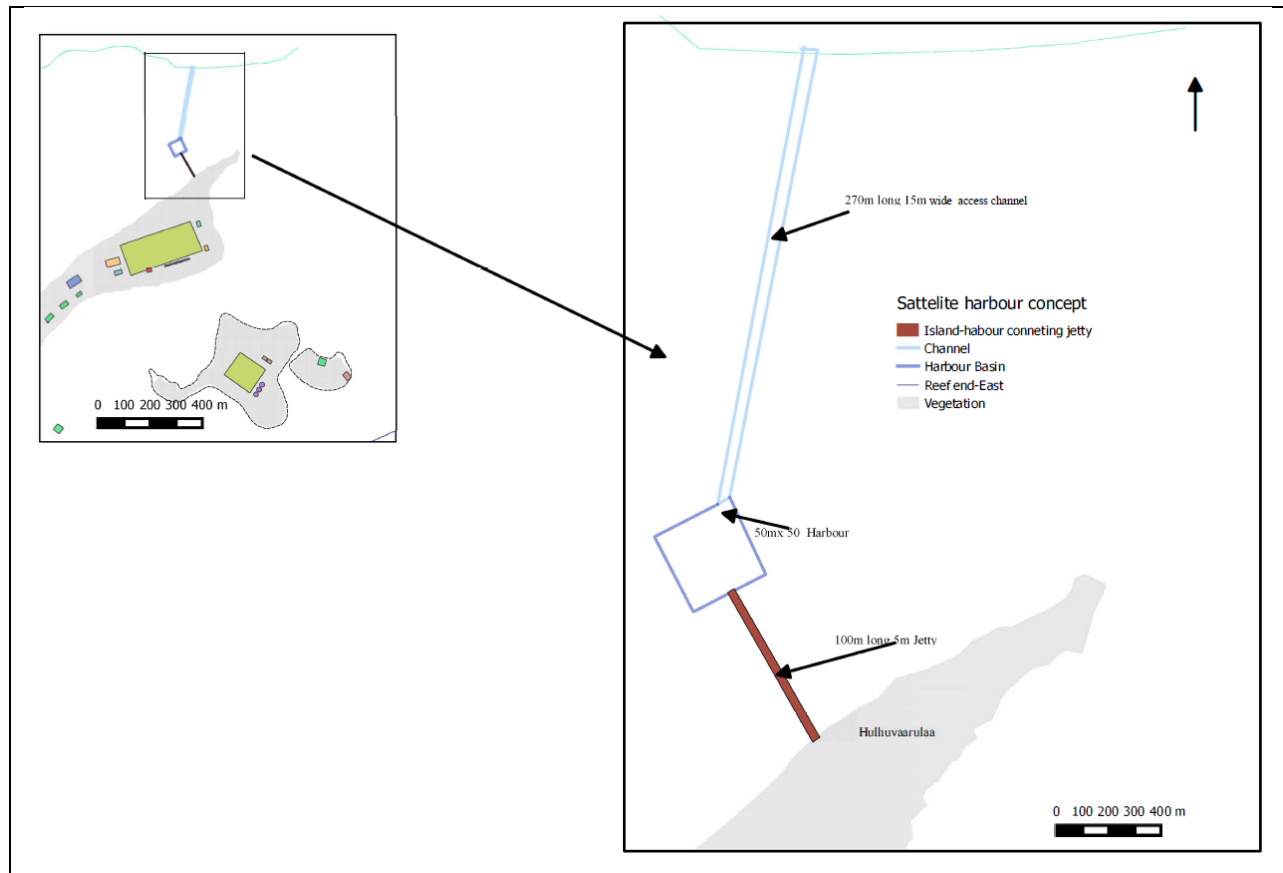 0 100 200 300 400 m
270m long 15m wide access channel
Sattelite harbour concept
Island-habour conneting jetty
Channel
Harbour Basin
Reef end-East
Vegetation
50mx 50 Harbour
100m long 5m Jetty
Hulhuvaarulaa
0 100 200 300 400 m